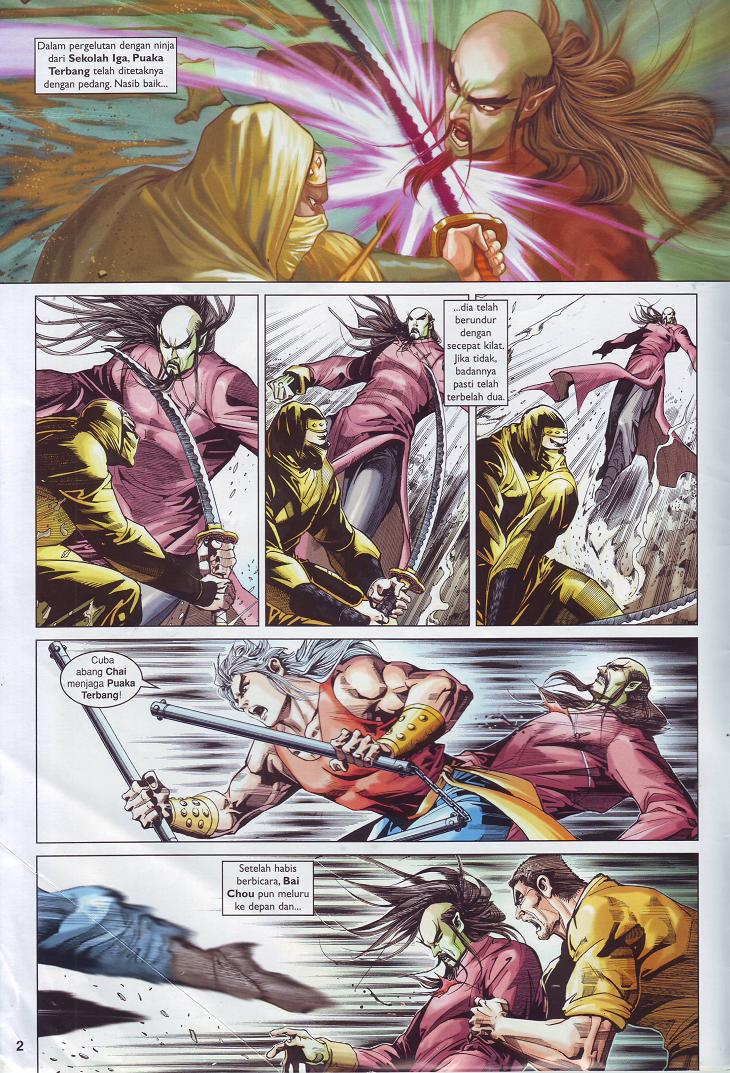 Dalam pergelutan dengan ninja
dari Sekolah Iga, Puaka
Terbang telah ditetaknya
dengan pedang. Nasib baik...
...dia telah
berundur
dengan
secepat kilat.
Jika tidak,
badannya
pasti telah
terbelah dua.
Cuba
abang Chai
menjaga Puaka
Terbang!
Setelah habis
berbicara, Bai
Chou pun meluru
ke depan dan...
2